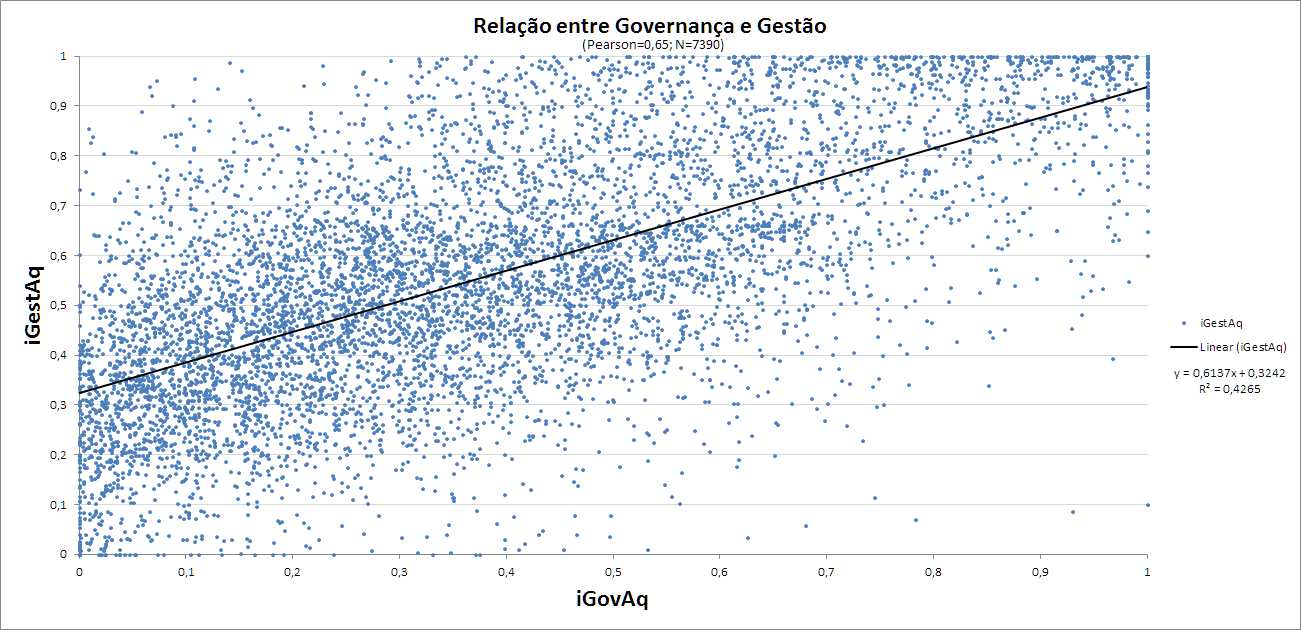 Relação entre Governança e Gestão
(Pearson=0,65; N=7390)
1
0,9
0,8
0,7
0,6
0,5
0,4
0,3
0,2
0,1
0
iGestAq
0
0,1
0,2
0,3
0,4
0,5
0,6
0,7
0,8
0,9
1
iGovAq
iGestAq
Linear (iGestAq)
y = 0,6137x + 0,3242
R² = 0,4265